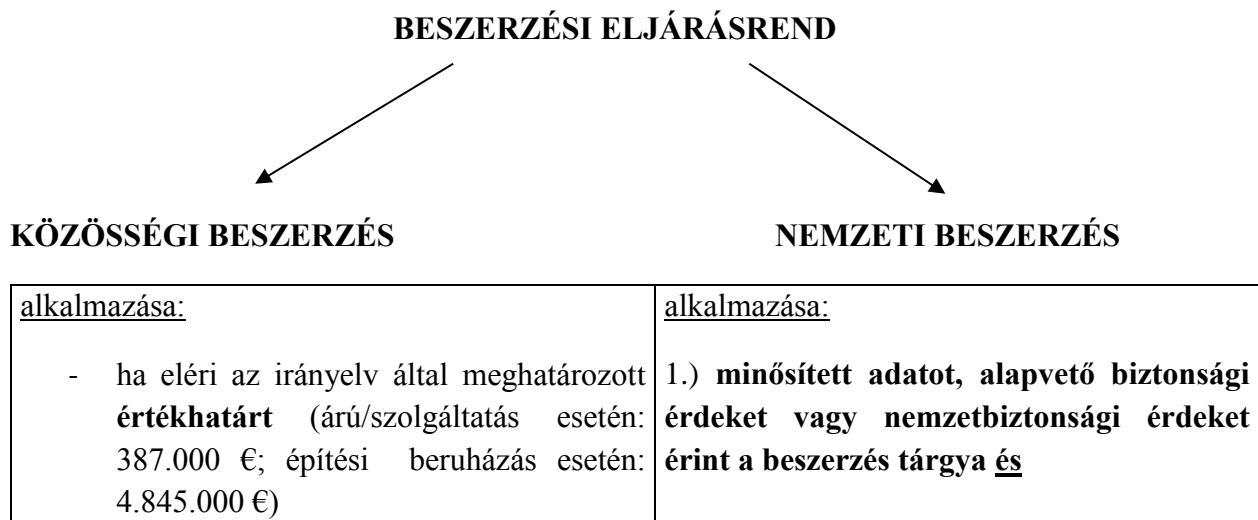 BESZERZÉSI ELJÁRÁSREND
KÖZÖSSÉGI BESZERZÉS
NEMZETI BESZERZÉS
alkalmazása:
- ha eléri az irányelv által meghatározott
értékhatárt (árú/szolgáltatás esetén:
387.000 €; építési beruházás esetén:
4.845.000 €)
alkalmazása:
1.) minősített adatot, alapvető biztonsági
érdeket vagy nemzetbiztonsági érdeket
érint a beszerzés tárgya és